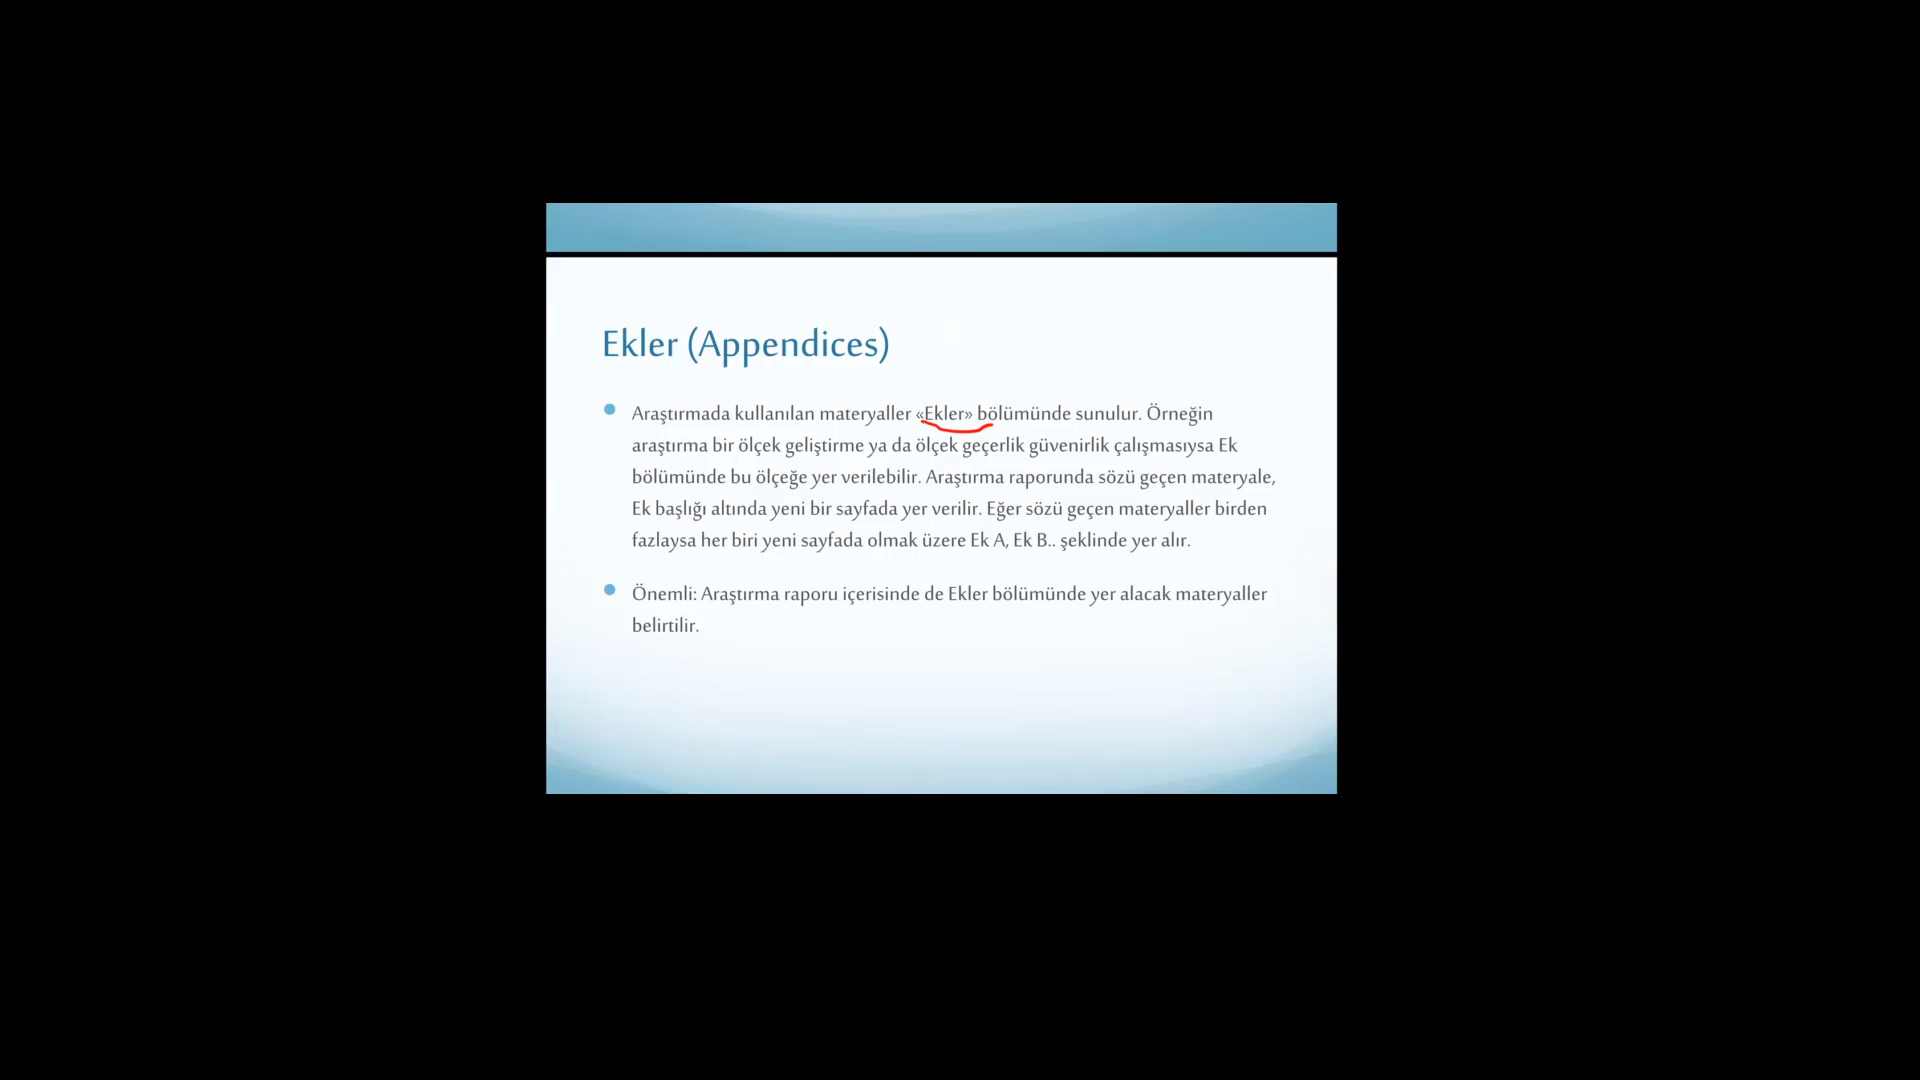 Ekler (Appendices)
Araştırmada kullanılan materyaller «Ekler» bölümünde sunulur. Örneğin
araştırma bir ölçek geliştirme ya da ölçek geçerlik güvenirlik çalışmasıysa Ek
bölümünde bu ölçeğe yer verilebilir. Araştırma raporunda sözü geçen materyale,
Ek başlığı altında yeni bir sayfada yer verilir. Eğer sözü geçen materyaller birden
fazlaysa her biri yeni sayfada olmak üzere Ek A, Ek B.. şeklinde yer alır.
Önemli: Araştırma raporu içerisinde de Ekler bölümünde yer alacak materyaller
belirtilir.